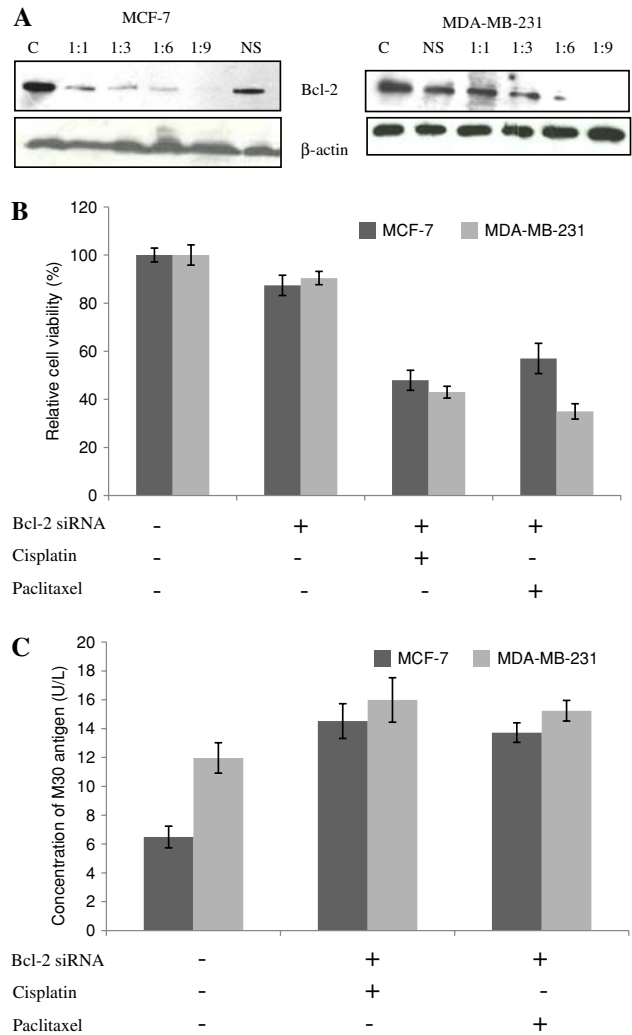 A
MCF-7
MDA-MB-231
C 1:1 1:3 1:6 1:9 NS
C NS 1:1 1:3 1:6 1:9
Bcl-2
β-actin
B
120
100
80
60
40
20
0
Relative cell viability (%)
MCF-7 MDA-MB-231
Bcl-2 siRNA - + + +
Cisplatin - - + -
Paclitaxel - - - +
C
20
18
16
14
12
10
8
6
4
2
0
Concentration of M30 antigen (U/L)
MCF-7 MDA-MB-231
Bcl-2 siRNA - + +
Cisplatin - + -
Paclitaxel - - +